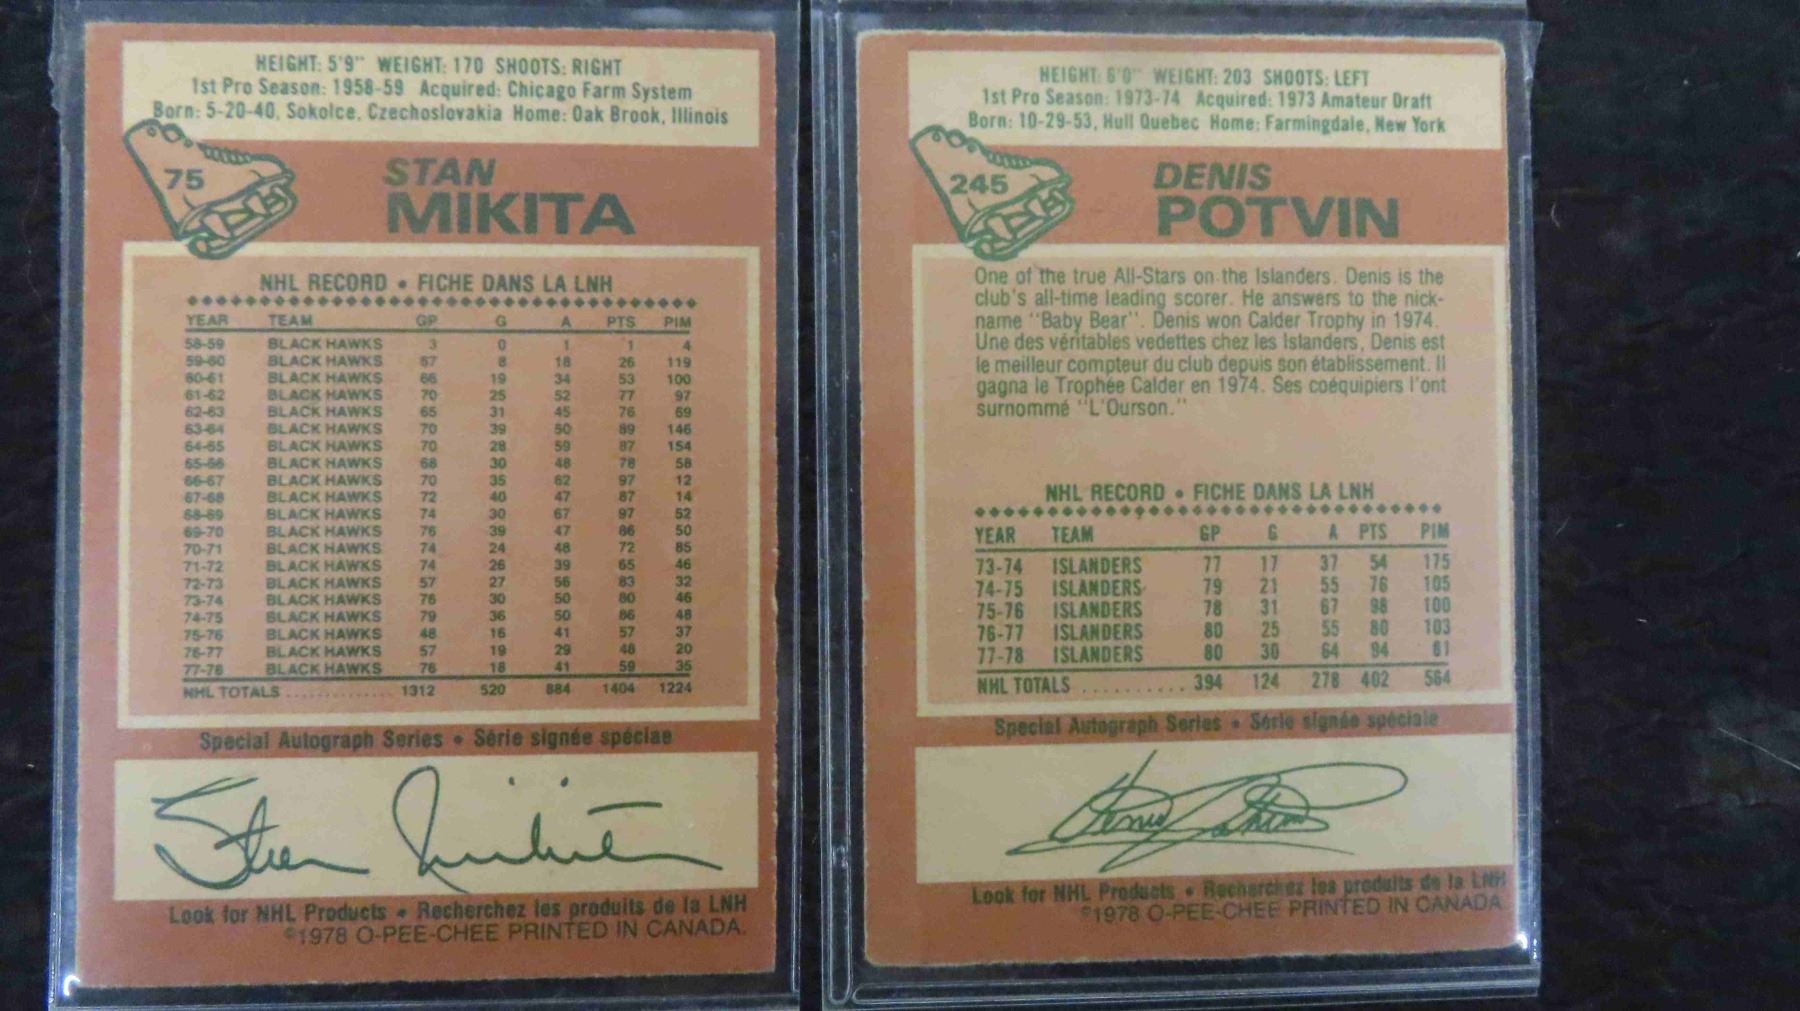 HEIGHT: 5'9" WEIGHT: 170 SHOOTS: RIGHT
1st Pro Season: 1958-59 Acquired: Chicago Farm System
Born: 5-20-40, Sokolce, Czechoslovakia Home: Oak Brook, Illinois
75
STAN
MIKITA
NHL RECORD • FICHE DANS LA LNH
YEAR TEAM GP G A PTS PIM
58-59 BLACK HAWKS 3 0 1 1 4
59-60 BLACK HAWKS 67 8 18 26 119
60-61 BLACK HAWKS 66 19 34 53 100
61-62 BLACK HAWKS 70 25 52 77 97
62-63 BLACK HAWKS 65 31 45 76 69
63-64 BLACK HAWKS 70 39 50 89 146
64-65 BLACK HAWKS 70 28 59 87 154
65-66 BLACK HAWKS 68 30 48 78 58
66-67 BLACK HAWKS 70 35 62 97 12
67-68 BLACK HAWKS 72 40 47 87 14
68-69 BLACK HAWKS 74 30 67 97 52
69-70 BLACK HAWKS 76 39 47 86 50
70-71 BLACK HAWKS 74 24 48 72 85
71-72 BLACK HAWKS 74 26 39 65 46
72-73 BLACK HAWKS 57 27 56 83 32
73-74 BLACK HAWKS 76 30 50 80 46
74-75 BLACK HAWKS 79 36 50 86 48
75-76 BLACK HAWKS 48 16 41 57 37
76-77 BLACK HAWKS 57 19 29 48 20
77-78 BLACK HAWKS 76 18 41 59 35
NHL TOTALS ............. 1312 520 884 1404 1224
Special Autograph Series • Série signée spéciae
Stan Mikita
Look for NHL Products • Recherchez les produits de la LNH
©1978 O-PEE-CHEE PRINTED IN CANADA.
HEIGHT: 6'0" WEIGHT: 203 SHOOTS: LEFT
1st Pro Season: 1973-74 Acquired: 1973 Amateur Draft
Born: 10-29-53, Hull Quebec Home: Farmingdale, New York
245
DENIS
POTVIN
One of the true All-Stars on the Islanders. Denis is the
club's all-time leading scorer. He answers to the nick-
name "Baby Bear". Denis won Calder Trophy in 1974.
Une des véritables vedettes chez les Islanders, Denis est
le meilleur compteur du club depuis son établissement. Il
gagna le Trophée Calder en 1974. Ses coéquipiers l'ont
surnommé "L'Ourson."
NHL RECORD • FICHE DANS LA LNH
YEAR TEAM GP G A PTS PIM
73-74 ISLANDERS 77 17 37 54 175
74-75 ISLANDERS 79 21 55 76 105
75-76 ISLANDERS 78 31 67 98 100
76-77 ISLANDERS 80 25 55 80 103
77-78 ISLANDERS 80 30 64 94 81
NHL TOTALS .......... 394 124 278 402 564
Special Autograph Series • Série signée spéciale
Denis Potvin
Look for NHL Products • Recherchez les produits de la LNH
©1978 O-PEE-CHEE PRINTED IN CANADA